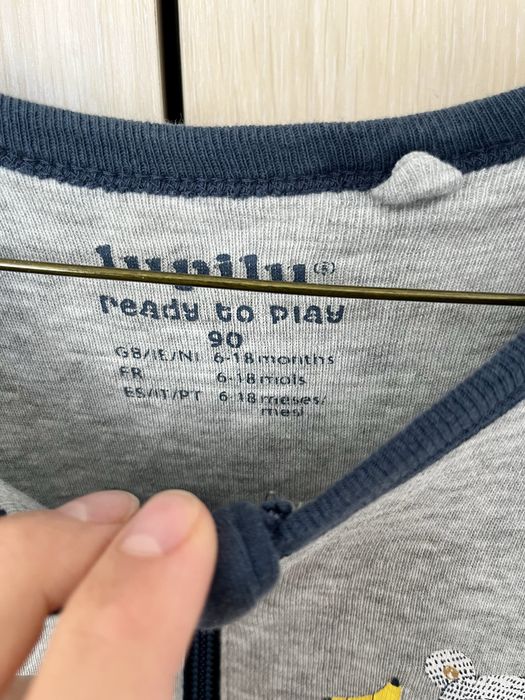 lupilu®
ready to play
90
GB/IE/NI 6-18 months
FR 6-18 mois
ES/IT/PT 6-18 meses/
mesi